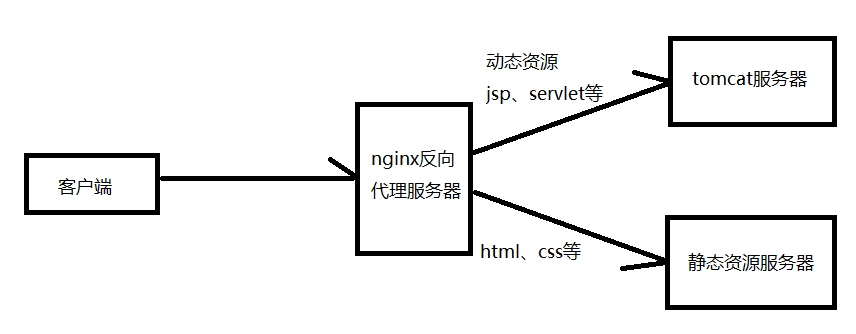 动态资源
jsp、servlet等
tomcat服务器
nginx反向
代理服务器
客户端
html、css等
静态资源服务器